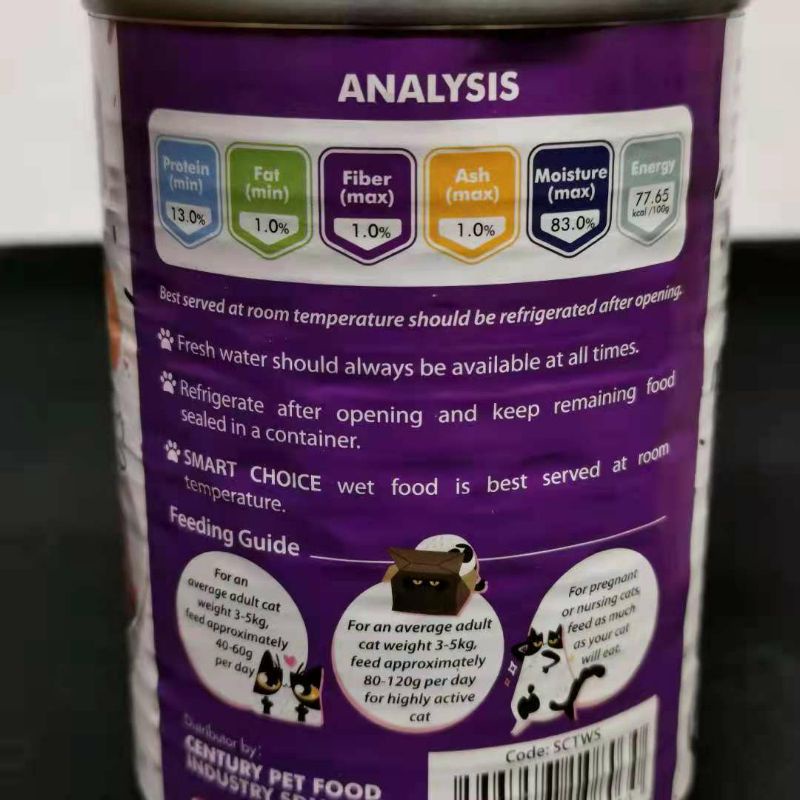 ANALYSIS
Protein
(min)
13.0%
Fat
(min)
1.0%
Fiber
(max)
1.0%
Ash
(max)
1.0%
Moisture
(max)
83.0%
Energy
77.65
kcal /100g
Best served at room temperature should be refrigerated after opening.
Fresh water should always be available at all times.
Refrigerate after opening and keep remaining food
sealed in a container.
SMART CHOICE wet food is best served at room
temperature.
Feeding Guide
For an
average adult cat
weight 3-5kg,
feed approximately
40-60g
per day
For an average adult
cat weight 3-5kg,
feed approximately
80-120g per day
for highly active
cat
For pregnant
or nursing cats,
feed as much
as your cat
will eat.
Distributor by:
CENTURY PET FOOD
INDUSTRY
Code: SCTWS